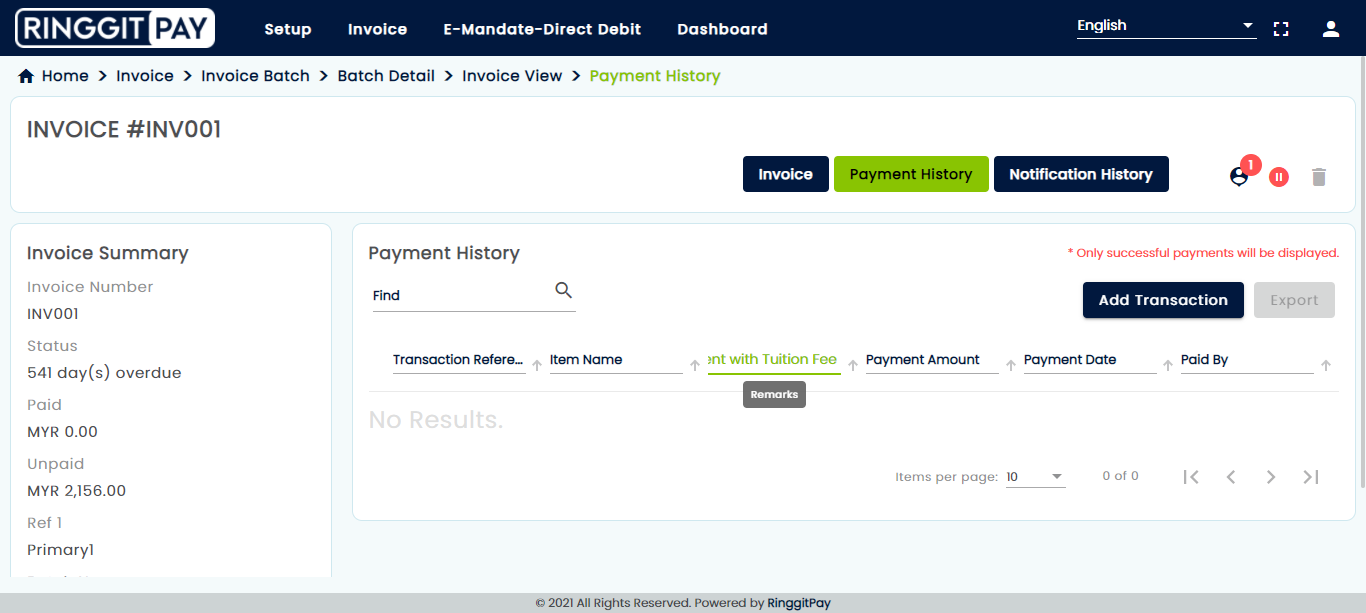 RINGGIT PAY
Setup Invoice E-Mandate-Direct Debit Dashboard English
Home > Invoice > Invoice Batch > Batch Detail > Invoice View > Payment History
INVOICE #INV001
Invoice Payment History Notification History 1
Invoice Summary
Invoice Number
INV001
Status
541 day(s) overdue
Paid
MYR 0.00
Unpaid
MYR 2,156.00
Ref 1
Primary1
Payment History
* Only successful payments will be displayed.
Find
Add Transaction Export
Transaction Refere... Item Name ent with Tuition Fee Payment Amount Payment Date Paid By
Remarks
No Results.
Items per page: 10 0 of 0
© 2021 All Rights Reserved. Powered by RinggitPay